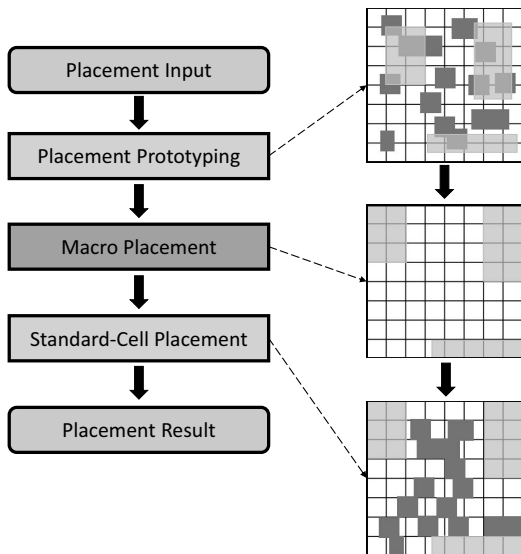 Placement Input
Placement Prototyping
Macro Placement
Standard-Cell Placement
Placement Result